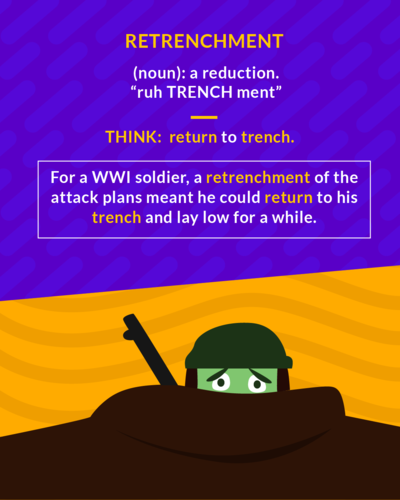 RETRENCHMENT
(noun): a reduction.
“ruh TRENCH ment”
THINK: return to trench.
For a WWI soldier, a retrenchment of the
attack plans meant he could return to his
trench and lay low for a while.